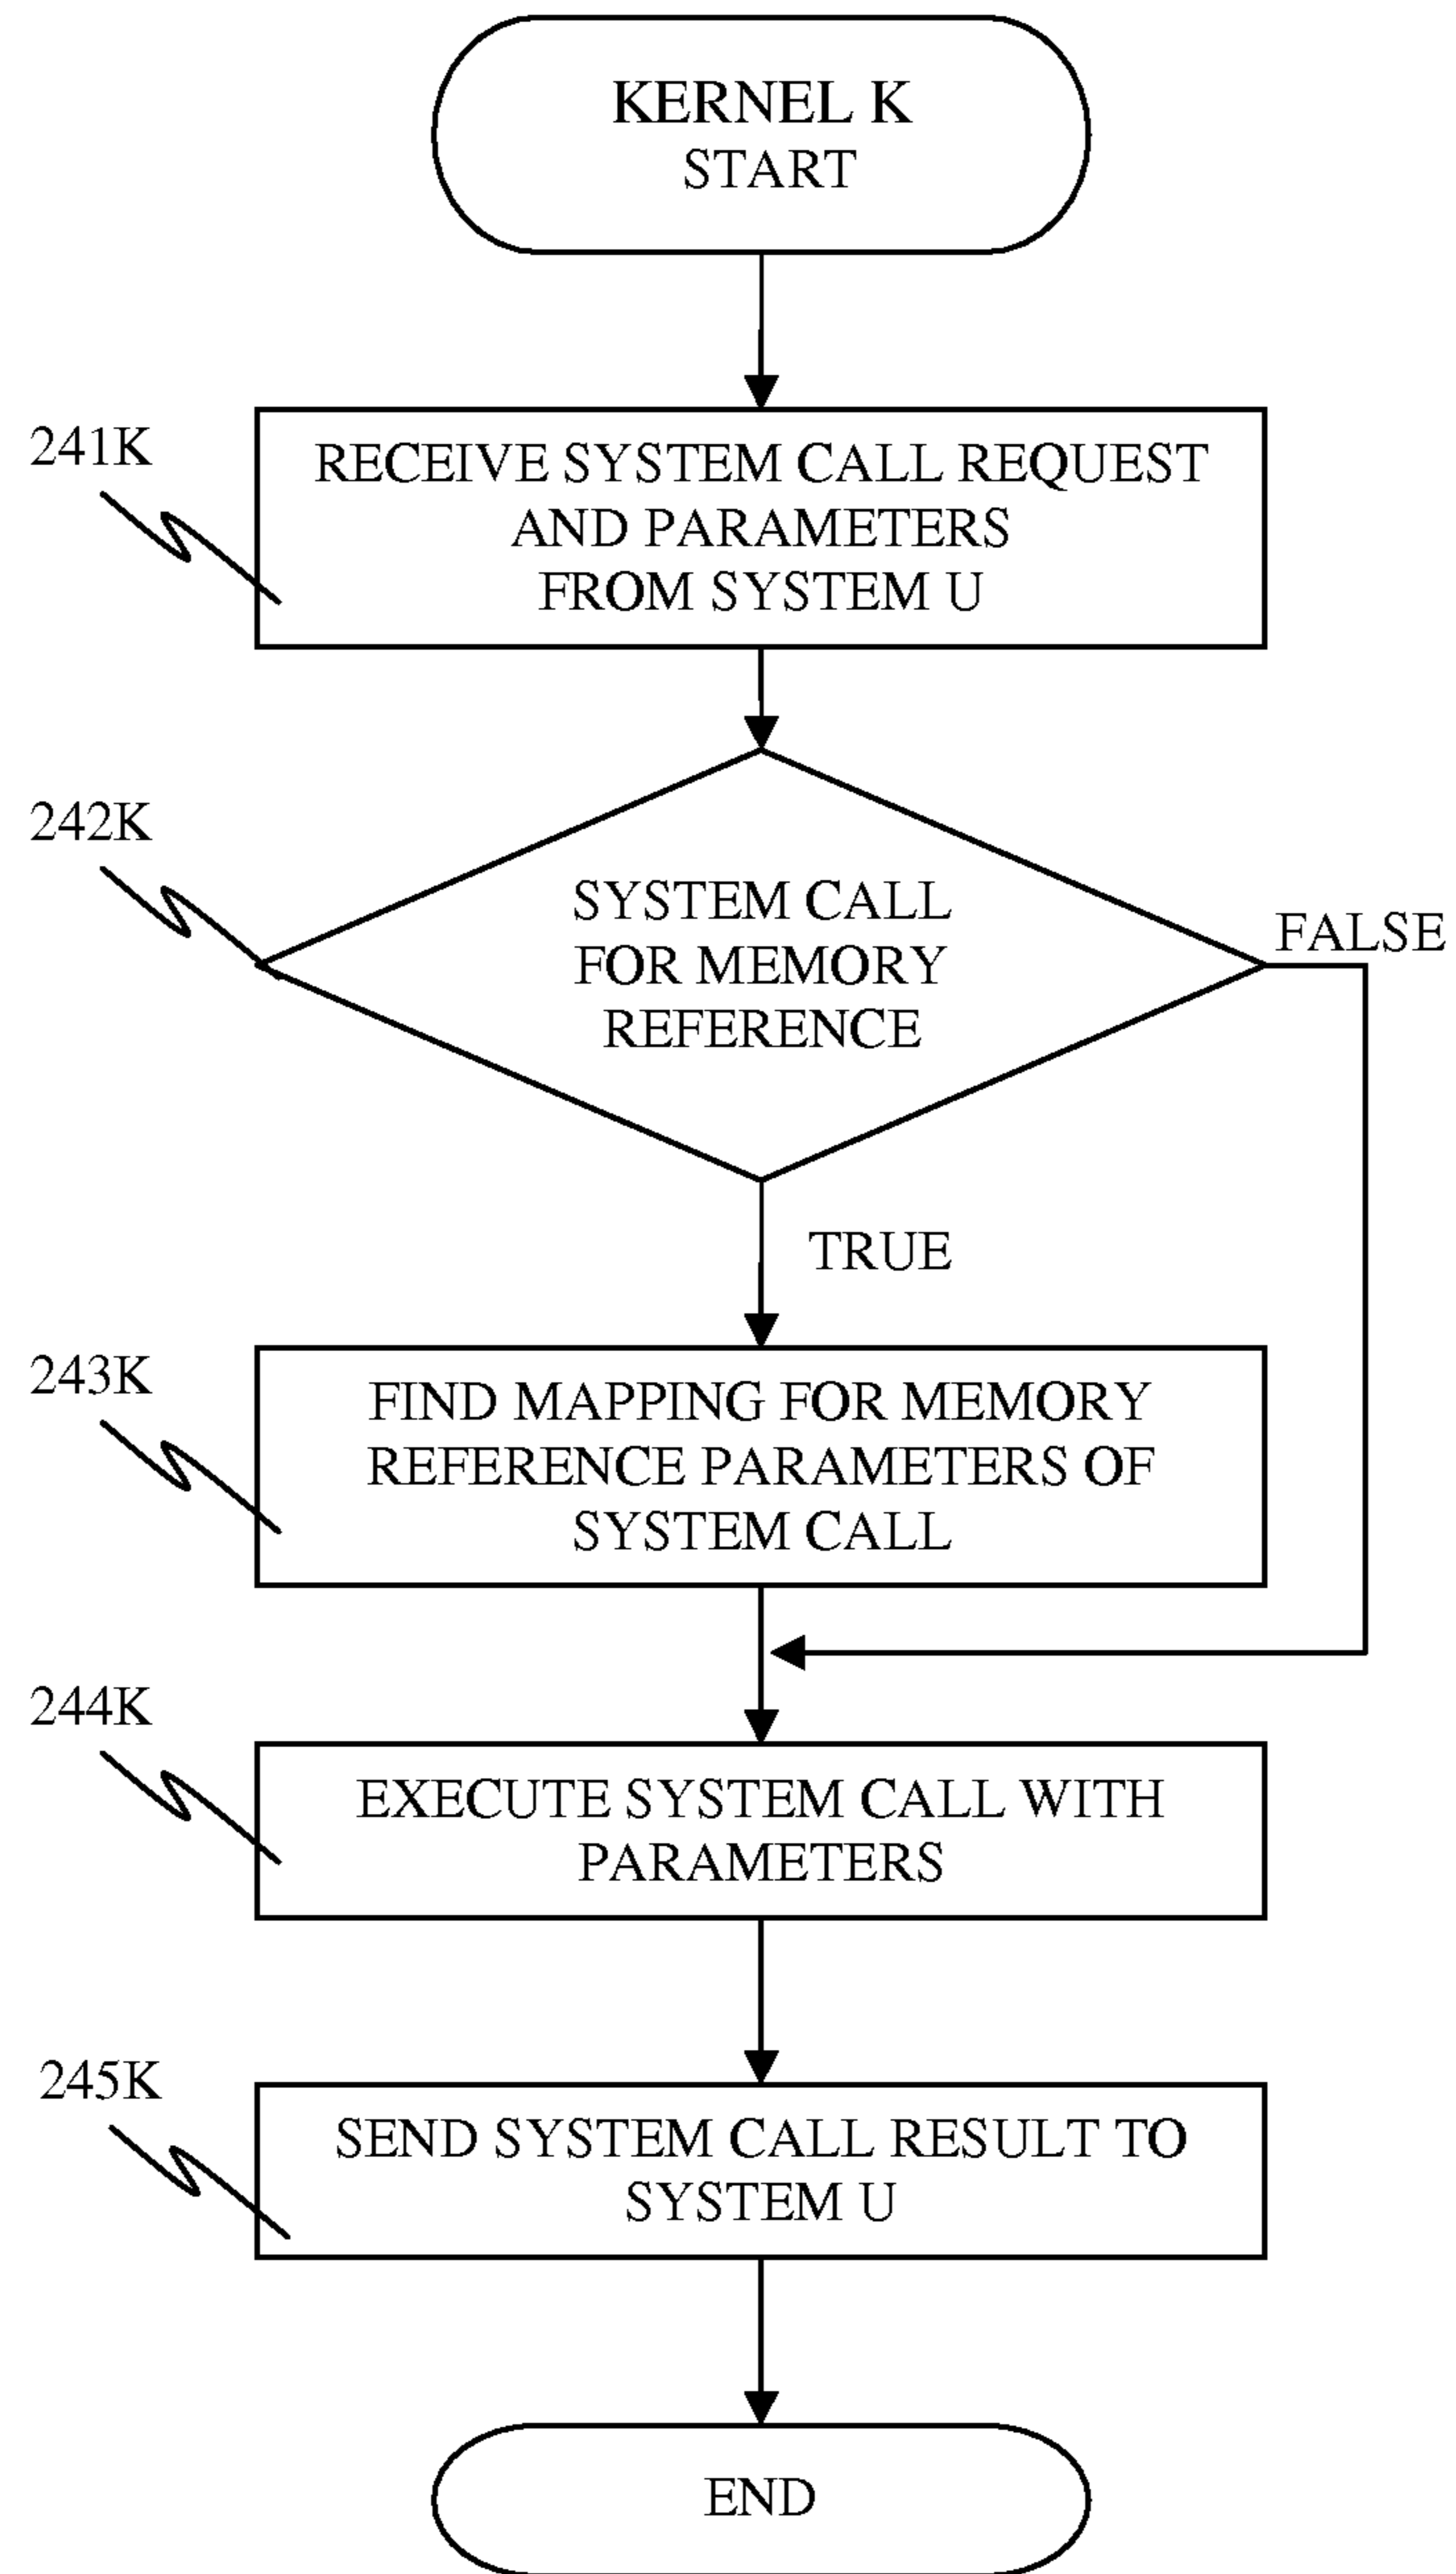 KERNEL K
START
241K
RECEIVE SYSTEM CALL REQUEST
AND PARAMETERS
FROM SYSTEM U
242K
SYSTEM CALL
FOR MEMORY
REFERENCE
FALSE
TRUE
243K
FIND MAPPING FOR MEMORY
REFERENCE PARAMETERS OF
SYSTEM CALL
244K
EXECUTE SYSTEM CALL WITH
PARAMETERS
245K
SEND SYSTEM CALL RESULT TO
SYSTEM U
END